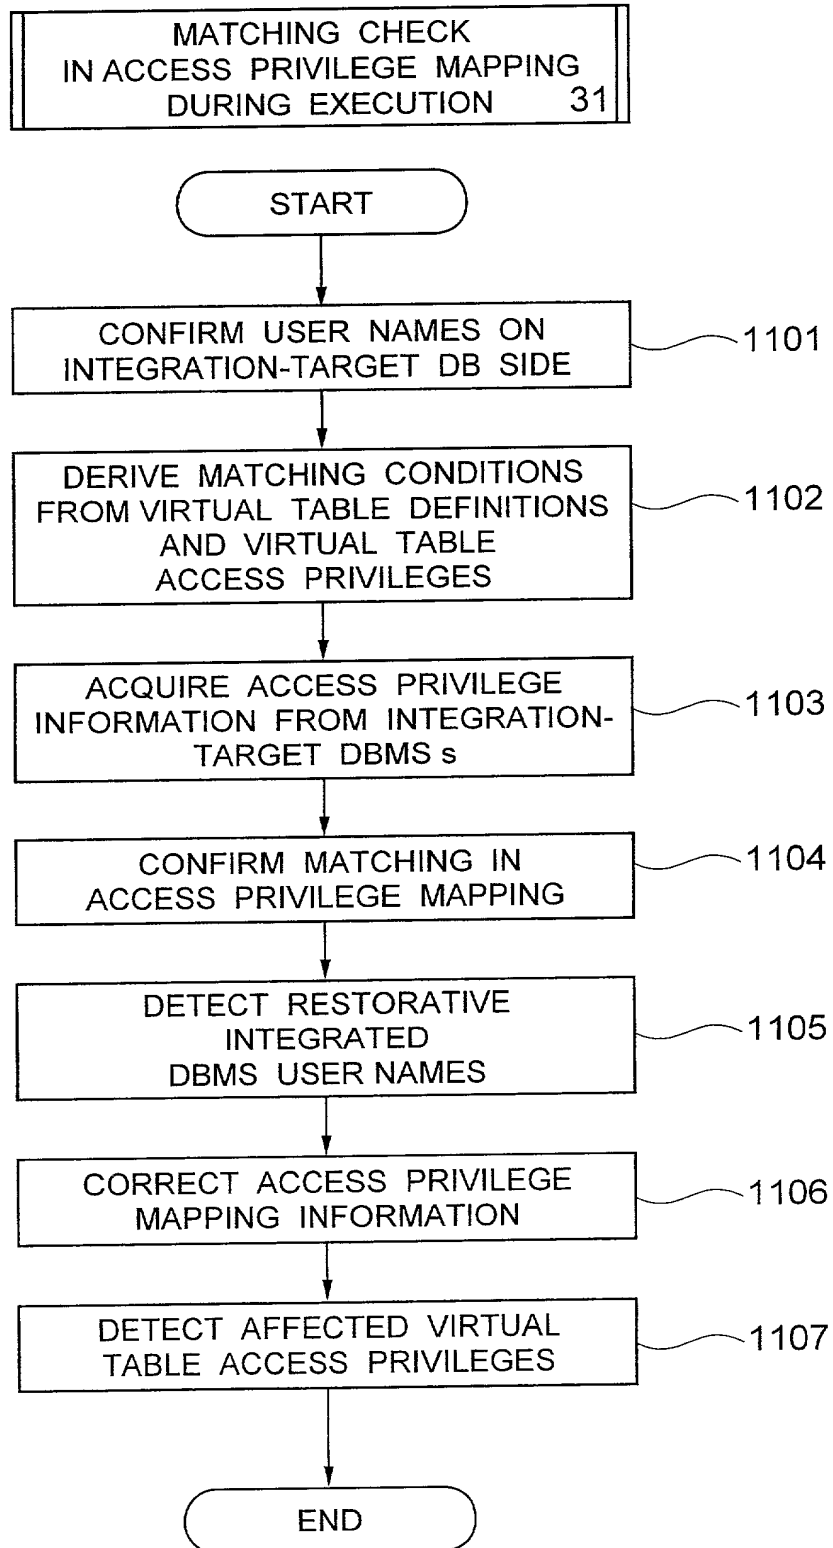 MATCHING CHECK
IN ACCESS PRIVILEGE MAPPING
DURING EXECUTION 31
START
CONFIRM USER NAMES ON
INTEGRATION-TARGET DB SIDE
1101
DERIVE MATCHING CONDITIONS
FROM VIRTUAL TABLE DEFINITIONS
AND VIRTUAL TABLE
ACCESS PRIVILEGES
1102
ACQUIRE ACCESS PRIVILEGE
INFORMATION FROM INTEGRATION-
TARGET DBMS s
1103
CONFIRM MATCHING IN
ACCESS PRIVILEGE MAPPING
1104
DETECT RESTORATIVE
INTEGRATED
DBMS USER NAMES
1105
CORRECT ACCESS PRIVILEGE
MAPPING INFORMATION
1106
DETECT AFFECTED VIRTUAL
TABLE ACCESS PRIVILEGES
1107
END